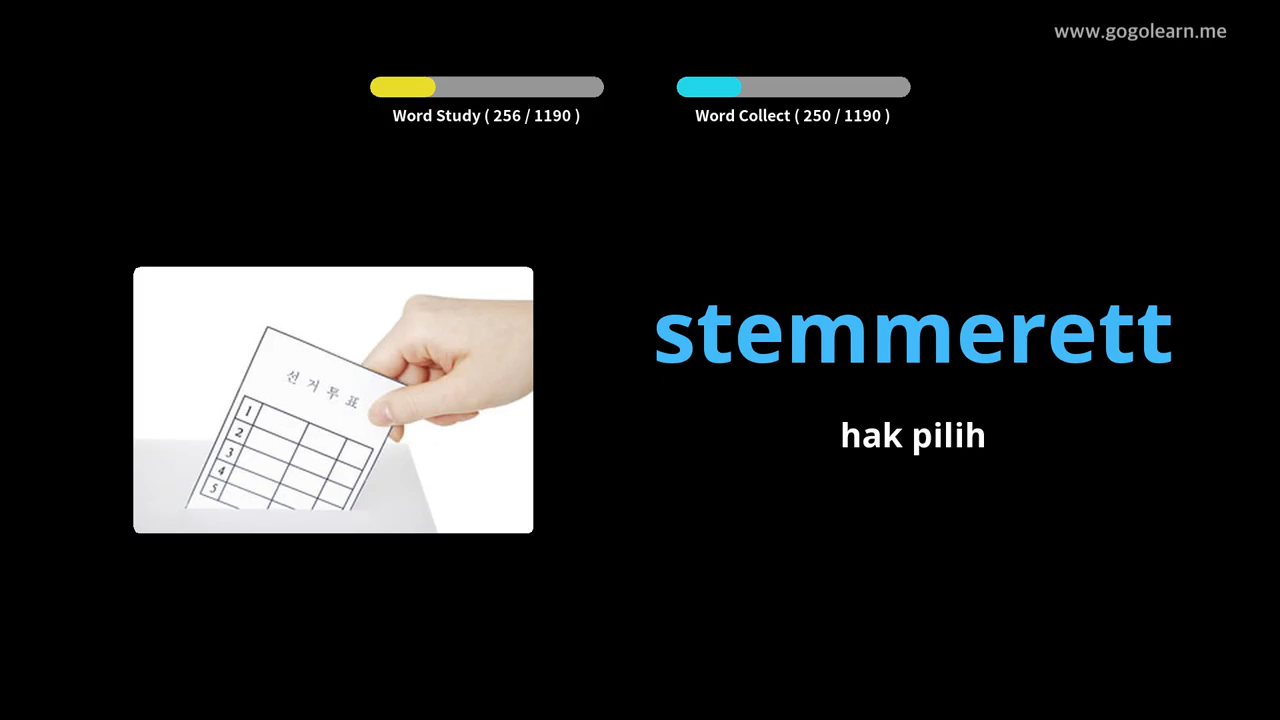 www.gogolearn.me
Word Study ( 256 / 1190 )
Word Collect ( 250 / 1190 )
선거투표
1
2
3
4
5
stemmerett
hak pilih